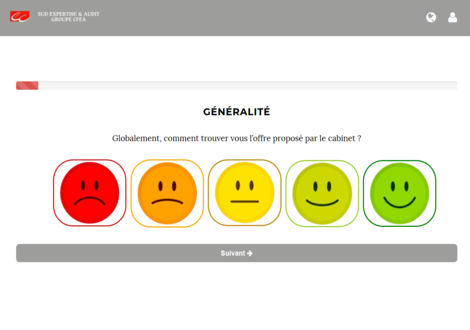 SUD EXPERTISE & AUDIT
GROUPE CFEA
GÉNÉRALITÉ
Globalement, comment trouver vous l'offre proposé par le cabinet ?
Suivant